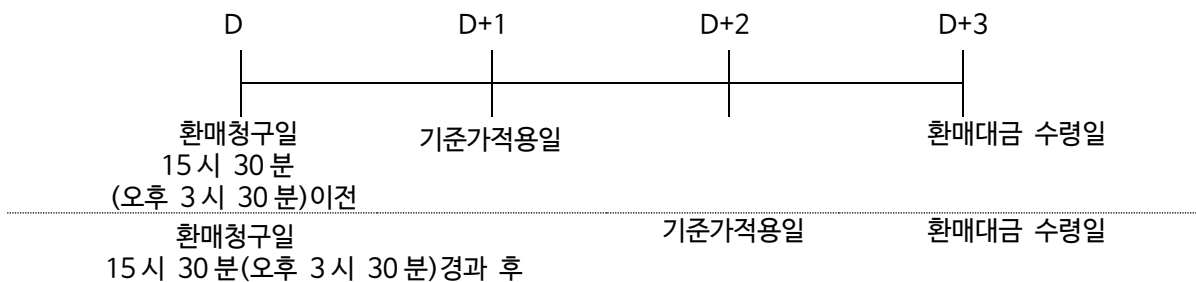 D D+1 D+2 D+3
환매청구일 기준가적용일 환매대금 수령일
15시 30분
(오후 3시 30분)이전
환매청구일 기준가적용일 환매대금 수령일
15시 30분(오후 3시 30분)경과 후